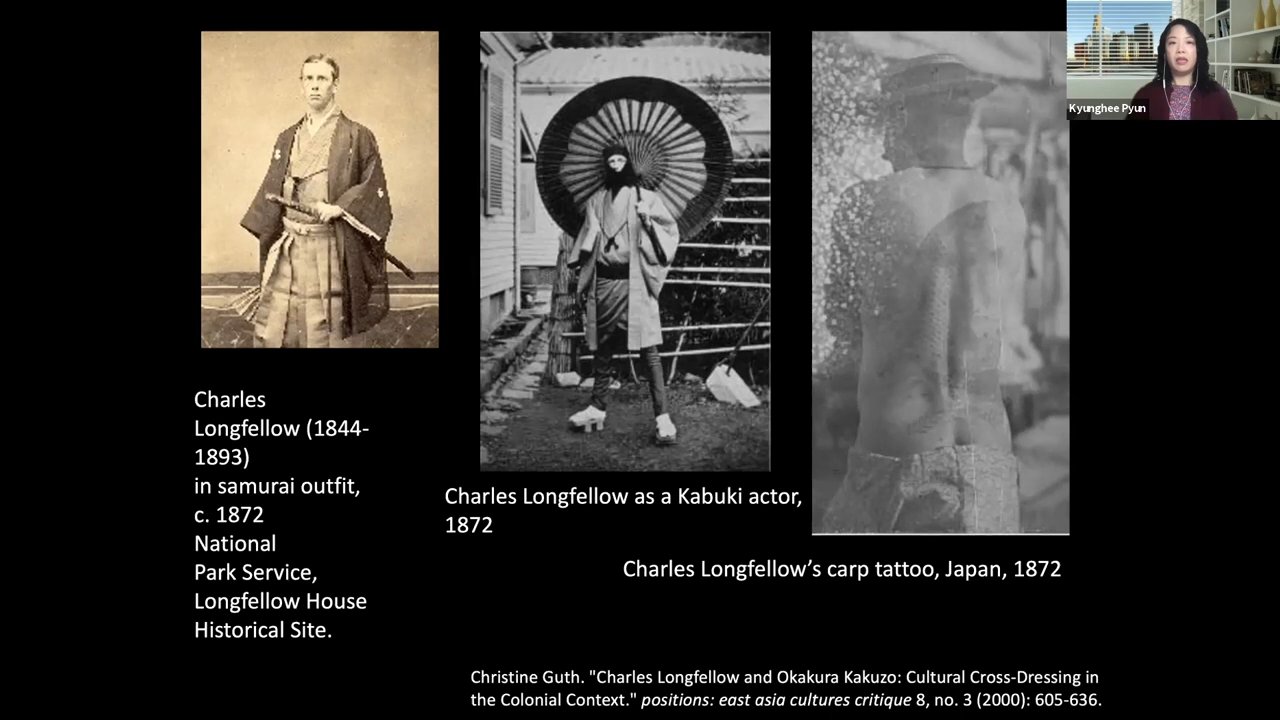 Kyunghee Pyun
Charles
Longfellow (1844-
1893)
in samurai outfit,
c. 1872
National
Park Service,
Longfellow House
Historical Site.
Charles Longfellow as a Kabuki actor,
1872
Charles Longfellow’s carp tattoo, Japan, 1872
Christine Guth. "Charles Longfellow and Okakura Kakuzo: Cultural Cross-Dressing in
the Colonial Context." positions: east asia cultures critique 8, no. 3 (2000): 605-636.